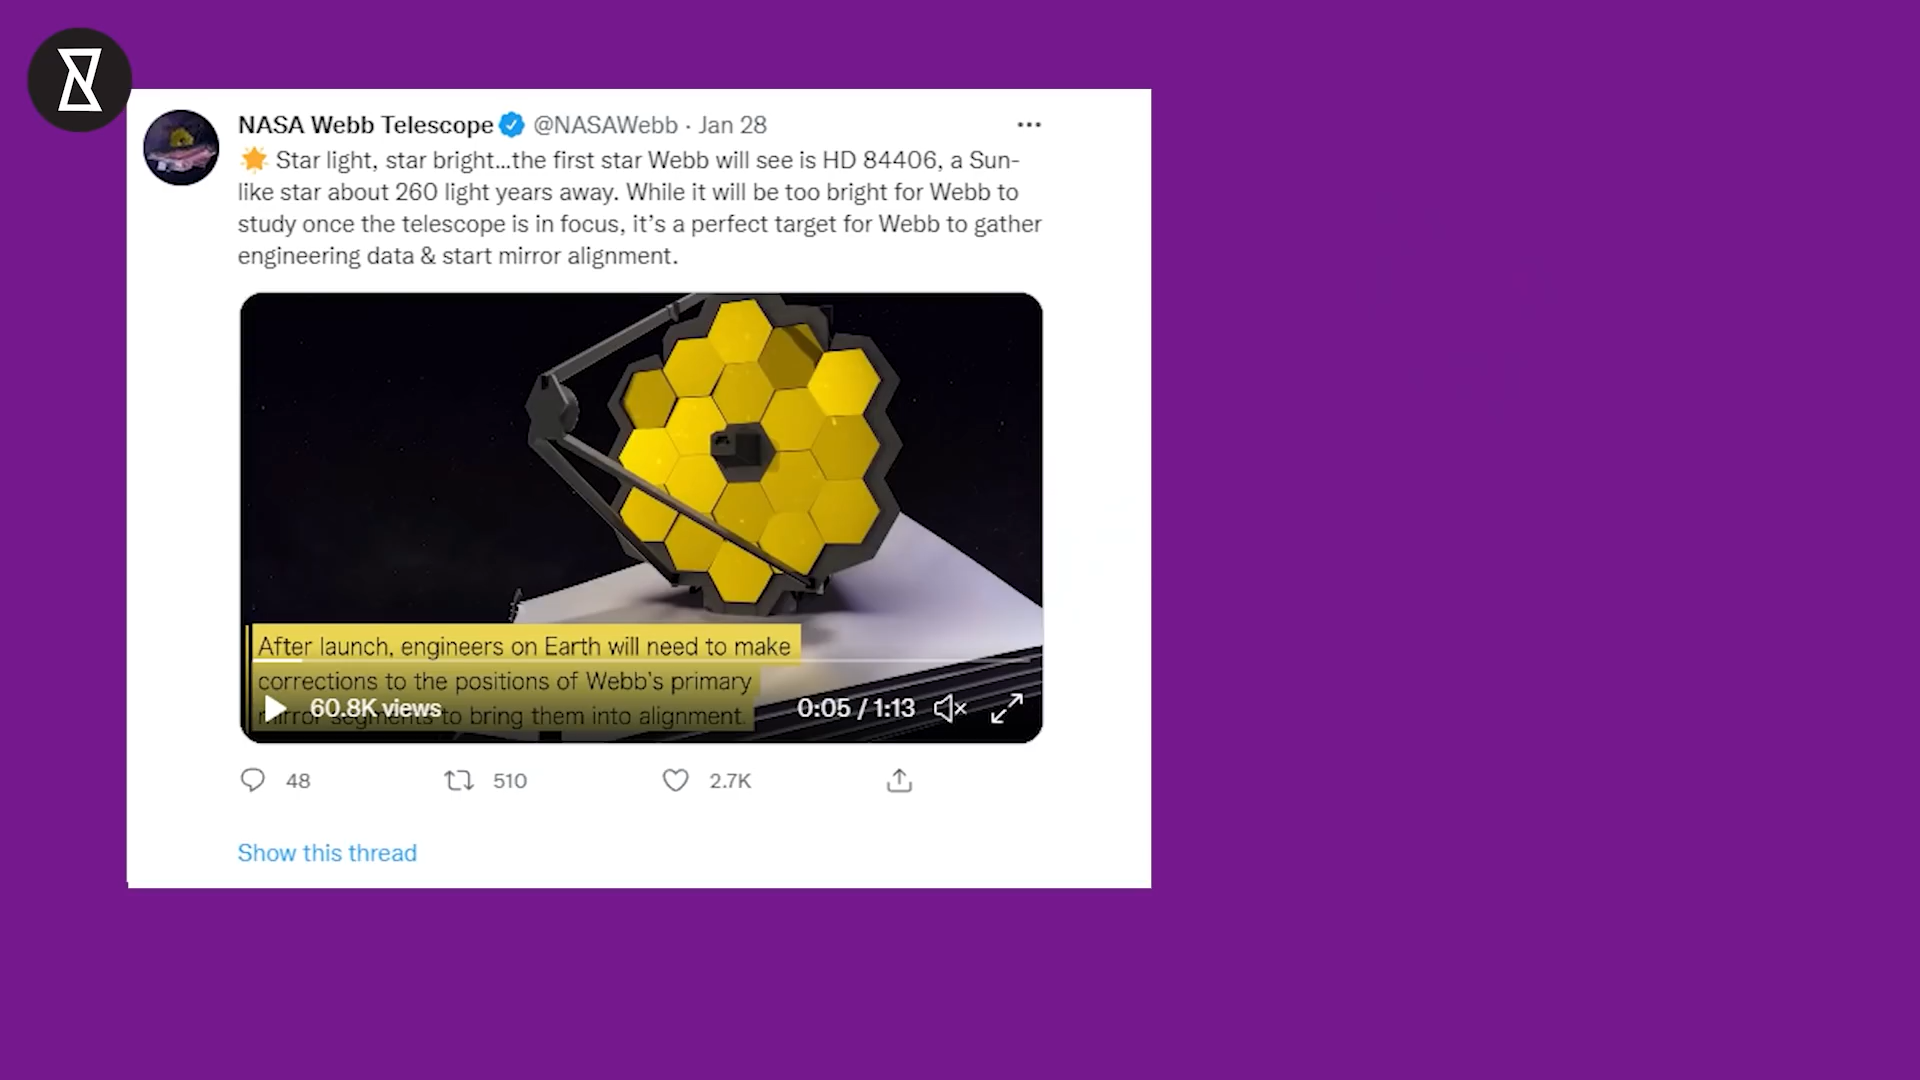 NASA Webb Telescope @NASAWebb · Jan 28
🌟 Star light, star bright...the first star Webb will see is HD 84406, a Sun-
like star about 260 light years away. While it will be too bright for Webb to
study once the telescope is in focus, it’s a perfect target for Webb to gather
engineering data & start mirror alignment.
After launch, engineers on Earth will need to make
corrections to the positions of Webb's primary
mirror segments to bring them into alignment.
60.8K views
0:05 / 1:13
48 510 2.7K
Show this thread